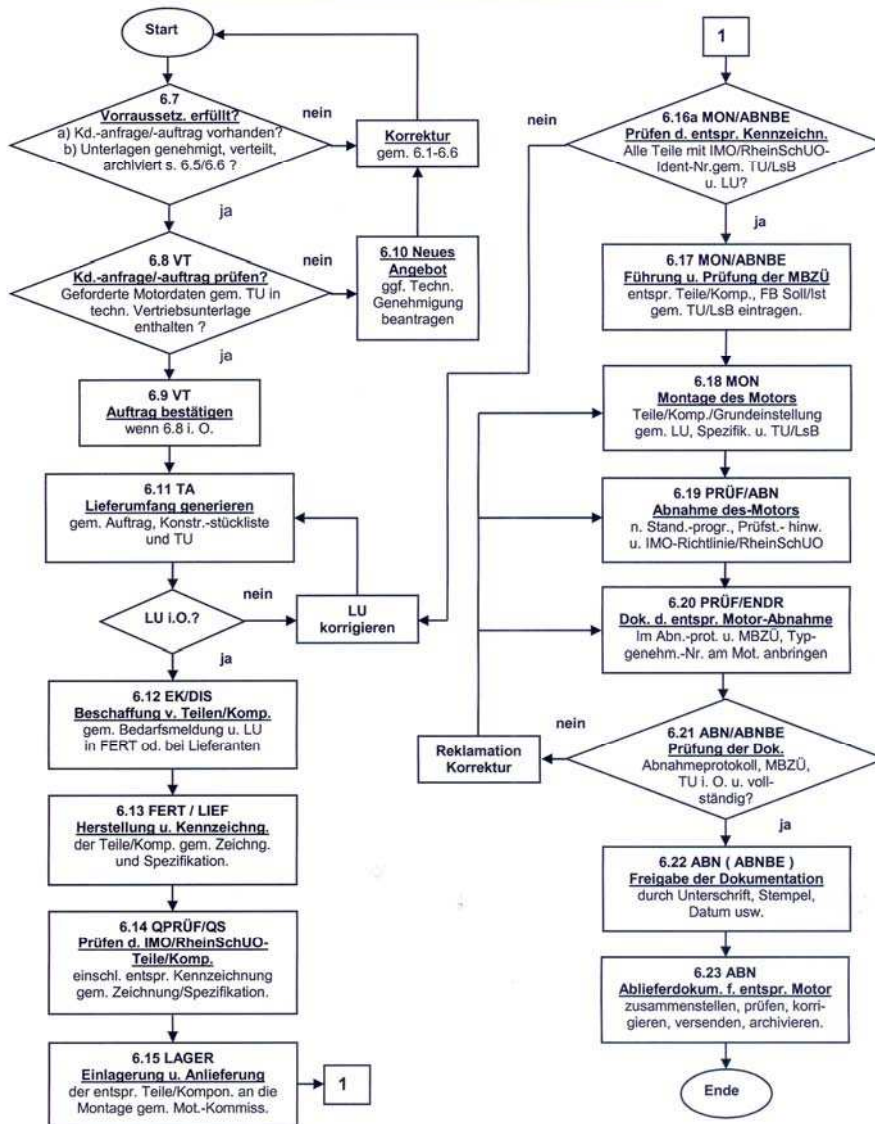 Start
6.7
Vorraussetz. erfüllt?
a) Kd.-anfrage/-auftrag vorhanden?
b) Unterlagen genehmigt, verteilt,
archiviert s. 6.5/6.6 ?
nein
Korrektur
gem. 6.1-6.6
ja
6.8 VT
Kd.-anfrage/-auftrag prüfen?
Geforderte Motordaten gem. TU in
techn. Vertriebsunterlage
enthalten ?
nein
6.10 Neues
Angebot
ggf. Techn.
Genehmigung
beantragen
ja
6.9 VT
Auftrag bestätigen
wenn 6.8 i. O.
6.11 TA
Lieferumfang generieren
gem. Auftrag, Konstr.-stückliste
und TU
LU i.O.?
nein
LU
korrigieren
ja
6.12 EK/DIS
Beschaffung v. Teilen/Komp.
gem. Bedarfsmeldung u. LU
in FERT od. bei Lieferanten
6.13 FERT / LIEF
Herstellung u. Kennzeichng.
der Teile/Komp. gem. Zeichng.
und Spezifikation.
6.14 QPRÜF/QS
Prüfen d. IMO/RheinSchUO-
Teile/Komp.
einschl. entspr. Kennzeichnung
gem. Zeichnung/Spezifikation.
6.15 LAGER
Einlagerung u. Anlieferung
der entspr. Teile/Kompon. an die
Montage gem. Mot.-Kommiss.
1
1
nein
6.16a MON/ABNBE
Prüfen d. entspr. Kennzeichn.
Alle Teile mit IMO/RheinSchUO-
Ident-Nr.gem. TU/LsB
u. LU?
ja
6.17 MON/ABNBE
Führung u. Prüfung der MBZÜ
entspr. Teile/Komp., FB Soll/Ist
gem. TU/LsB eintragen.
6.18 MON
Montage des Motors
Teile/Komp./Grundeinstellung
gem. LU, Spezifik. u. TU/LsB
6.19 PRÜF/ABN
Abnahme des-Motors
n. Stand.-progr., Prüfst.- hinw.
u. IMO-Richtlinie/RheinSchUO
6.20 PRÜF/ENDR
Dok. d. entspr. Motor-Abnahme
Im Abn.-prot. u. MBZÜ, Typ-
genehm.-Nr. am Mot. anbringen
nein
Reklamation
Korrektur
6.21 ABN/ABNBE
Prüfung der Dok.
Abnahmeprotokoll, MBZÜ,
TU i. O. u. voll-
ständig?
ja
6.22 ABN ( ABNBE )
Freigabe der Dokumentation
durch Unterschrift, Stempel,
Datum usw.
6.23 ABN
Ablieferdokum. f. entspr. Motor
zusammenstellen, prüfen, korri-
gieren, versenden, archivieren.
Ende